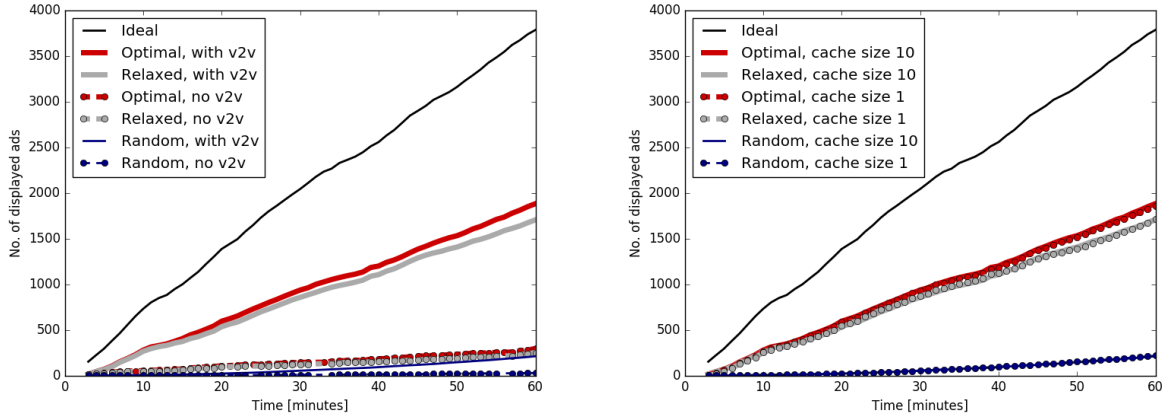 4000
3500
3000
2500
2000
1500
1000
500
0
No. of displayed ads
Ideal
Optimal, with v2v
Relaxed, with v2v
Optimal, no v2v
Relaxed, no v2v
Random, with v2v
Random, no v2v
0 10 20 30 40 50 60
Time [minutes]
4000
3500
3000
2500
2000
1500
1000
500
0
No. of displayed ads
Ideal
Optimal, cache size 10
Relaxed, cache size 10
Optimal, cache size 1
Relaxed, cache size 1
Random, cache size 10
Random, cache size 1
0 10 20 30 40 50 60
Time [minutes]